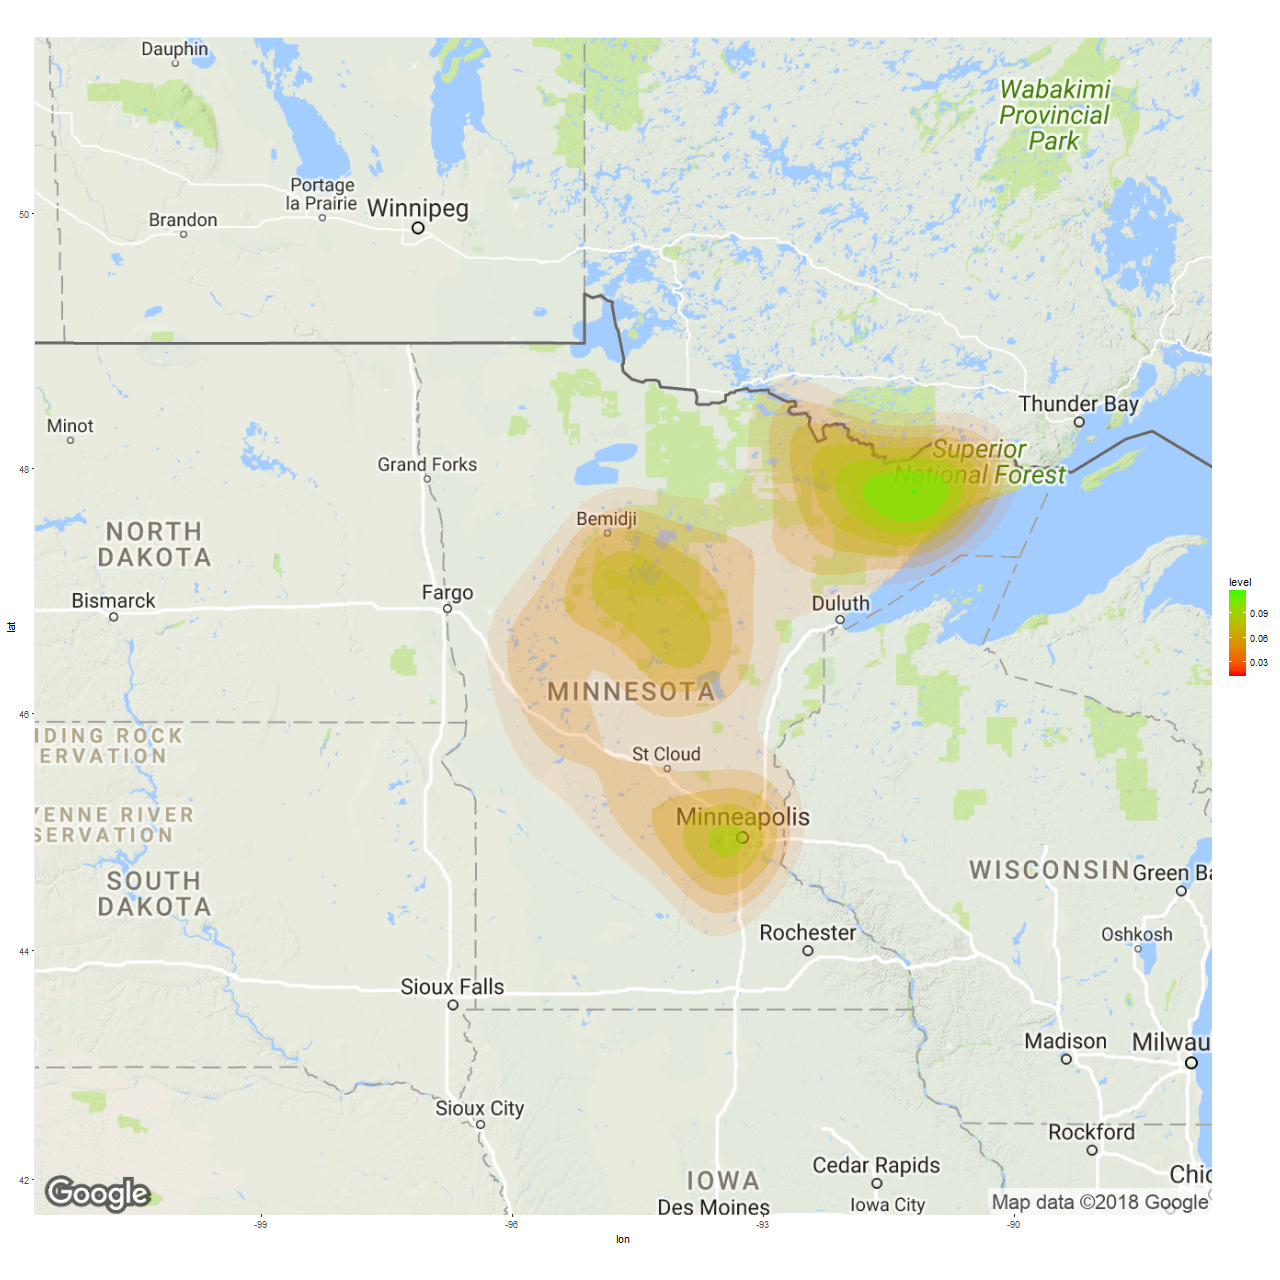 Dauphin
Wabakimi
Provincial
Park
Portage
la Prairie
Winnipeg
Brandon
50
Thunder Bay
Minot
Superior
National Forest
Grand Forks
48
Bemidji
NORTH
DAKOTA
Fargo
Bismarck
Duluth
level
0.09
0.06
0.03
lat
MINNESOTA
46
IDING ROCK
ERVATION
St Cloud
YENNE RIVER
SERVATION
Minneapolis
WISCONSIN
Green Ba
SOUTH
DAKOTA
Rochester
Oshkosh
44
Sioux Falls
Madison
Milwau
Sioux City
Rockford
Cedar Rapids
IOWA
Chic
42
Des Moines
Iowa City
Google
Map data ©2018 Google
-99
-96
-93
-90
lon